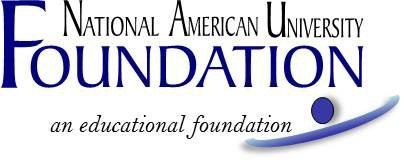 NATIONAL AMERICAN UNIVERSITY
FOUNDATION
an educational foundation